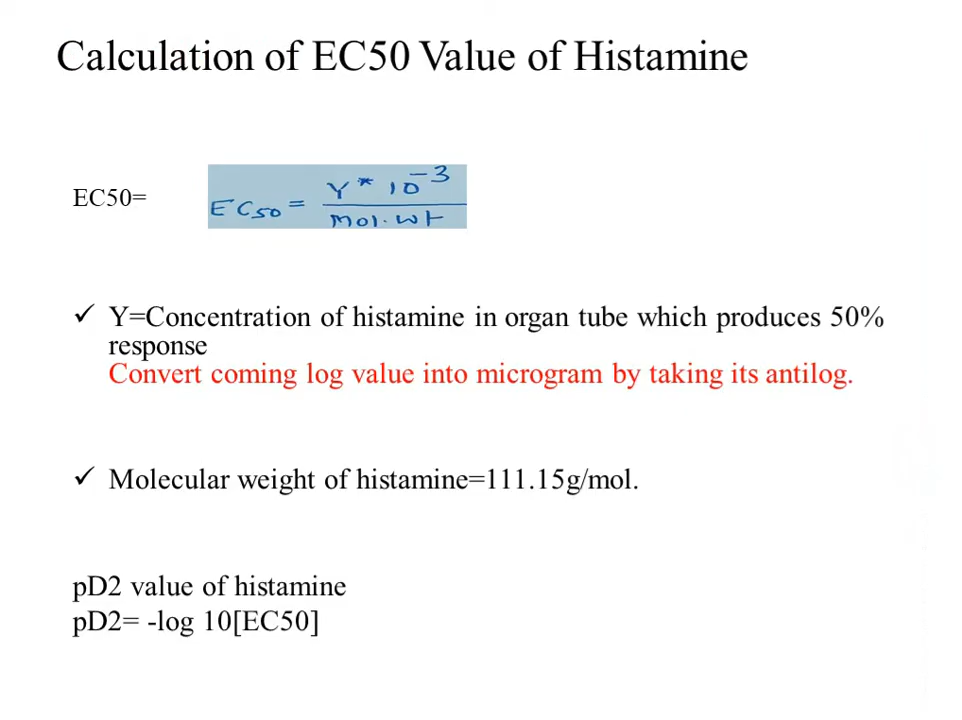 Calculation of EC50 Value of Histamine
EC50=
EC50 = Y * 10^-3
Mol. Wt
✓ Y=Concentration of histamine in organ tube which produces 50%
response
Convert coming log value into microgram by taking its antilog.
✓ Molecular weight of histamine=111.15g/mol.
pD2 value of histamine
pD2= -log 10[EC50]